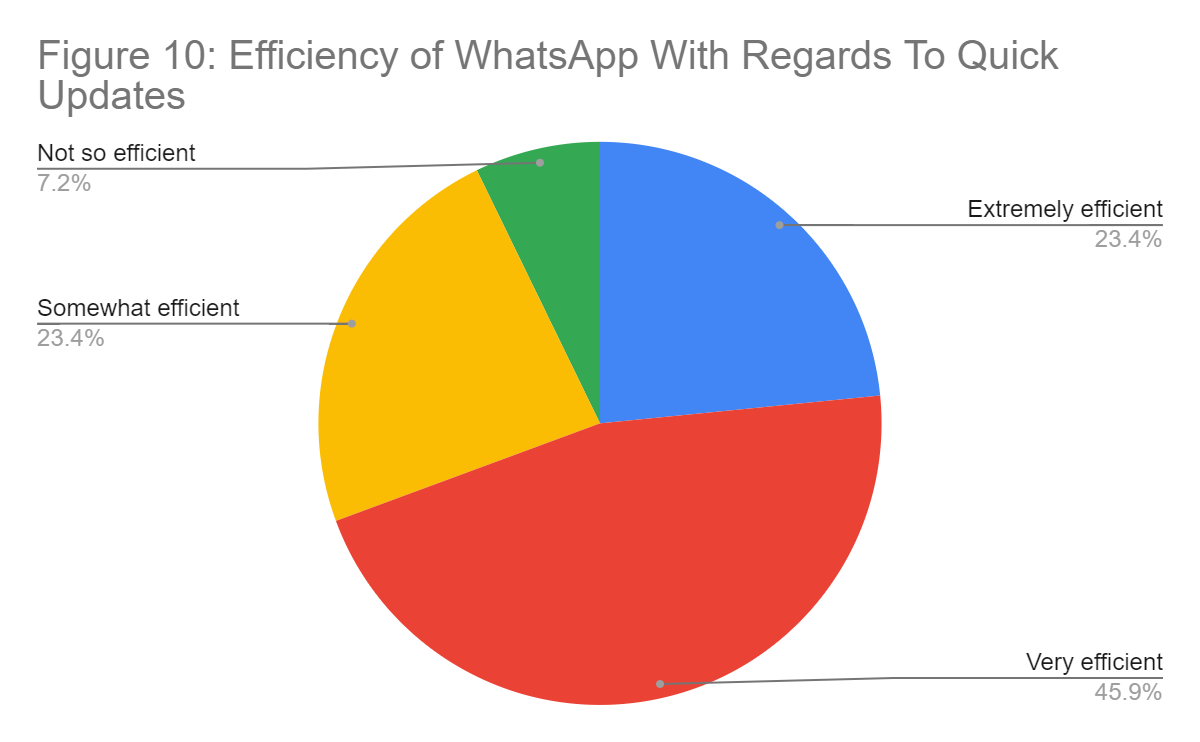 Figure 10: Efficiency of WhatsApp With Regards To Quick
Updates
Not so efficient
7.2%
Extremely efficient
23.4%
Somewhat efficient
23.4%
Very efficient
45.9%